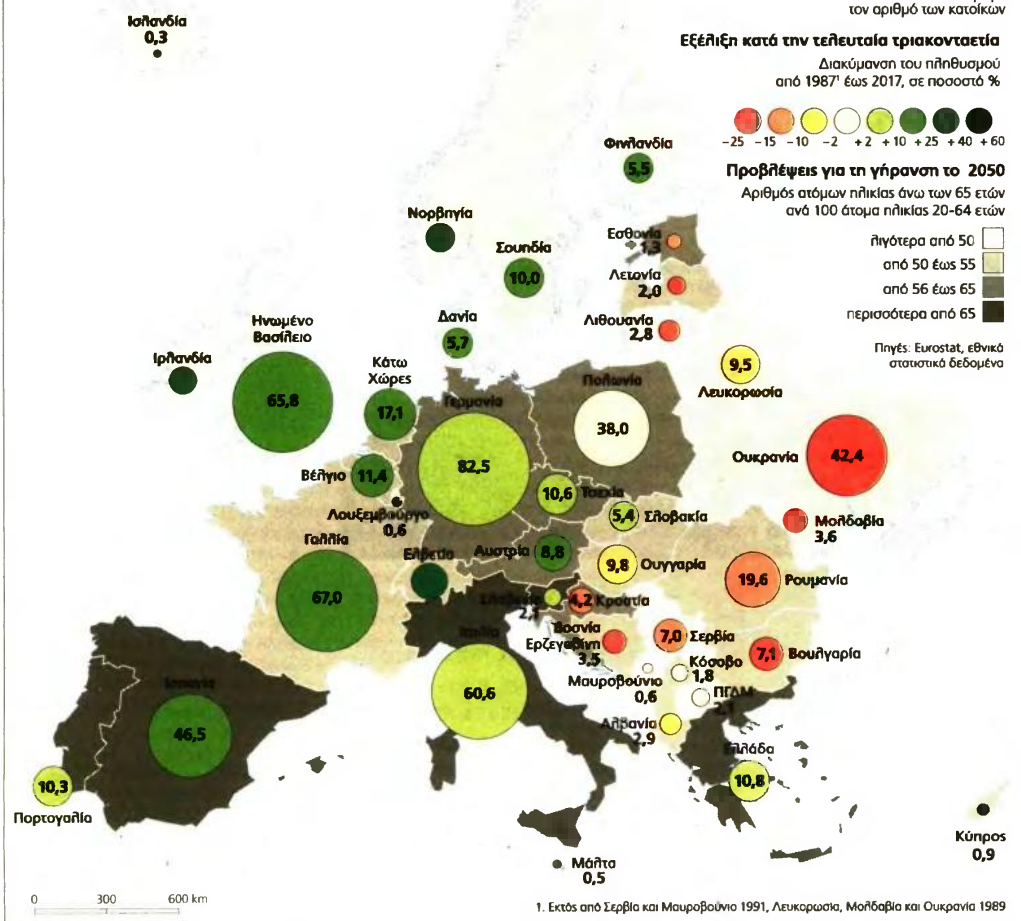 τον αριθμό των κατοίκων
Εξέλιξη κατά την τελευταία τριακονταετία
Διακύμανση του πληθυσμού
από 1987¹ έως 2017, σε ποσοστό %
-25 -15 -10 -2 +2 +10 +25 +40 +60
Προβλέψεις για τη γήρανση το 2050
Αριθμός ατόμων ηλικίας άνω των 65 ετών
ανά 100 άτομα ηλικίας 20-64 ετών
λιγότερα από 50
από 50 έως 55
από 56 έως 65
περισσότερα από 65
Πηγές: Eurostat, εθνικά
στατιστικά δεδομένα
Ισλανδία
0,3
Φινλανδία
5,5
Νορβηγία
Σουηδία
10,0
Εσθονία
1,3
Λετονία
2,0
Λιθουανία
2,8
Δανία
5,7
Ηνωμένο
Βασίλειο
65,8
Ιρλανδία
Κάτω
Χώρες
17,1
Λευκορωσία
9,5
Πολωνία
38,0
Γερμανία
82,5
Ουκρανία
42,4
Βέλγιο
11,4
Τσεχία
10,6
Λουξεμβούργο
0,6
Σλοβακία
5,4
Μολδαβία
3,6
Γαλλία
67,0
Ελβετία
Αυστρία
8,8
Ουγγαρία
9,8
Ρουμανία
19,6
Σλοβενία
2,1
Κροατία
4,2
Βοσνία
Ερζεγοβίνη
3,5
Σερβία
7,0
Βουλγαρία
7,1
Κόσοβο
1,8
Μαυροβούνιο
0,6
ΠΓΔΜ
2,1
Ιταλία
60,6
Αλβανία
2,9
Ελλάδα
10,8
Ισπανία
46,5
Πορτογαλία
10,3
Μάλτα
0,5
Κύπρος
0,9
0 300 600 km
1. Εκτός από Σερβία και Μαυροβούνιο 1991, Λευκορωσία, Μολδαβία και Ουκρανία 1989